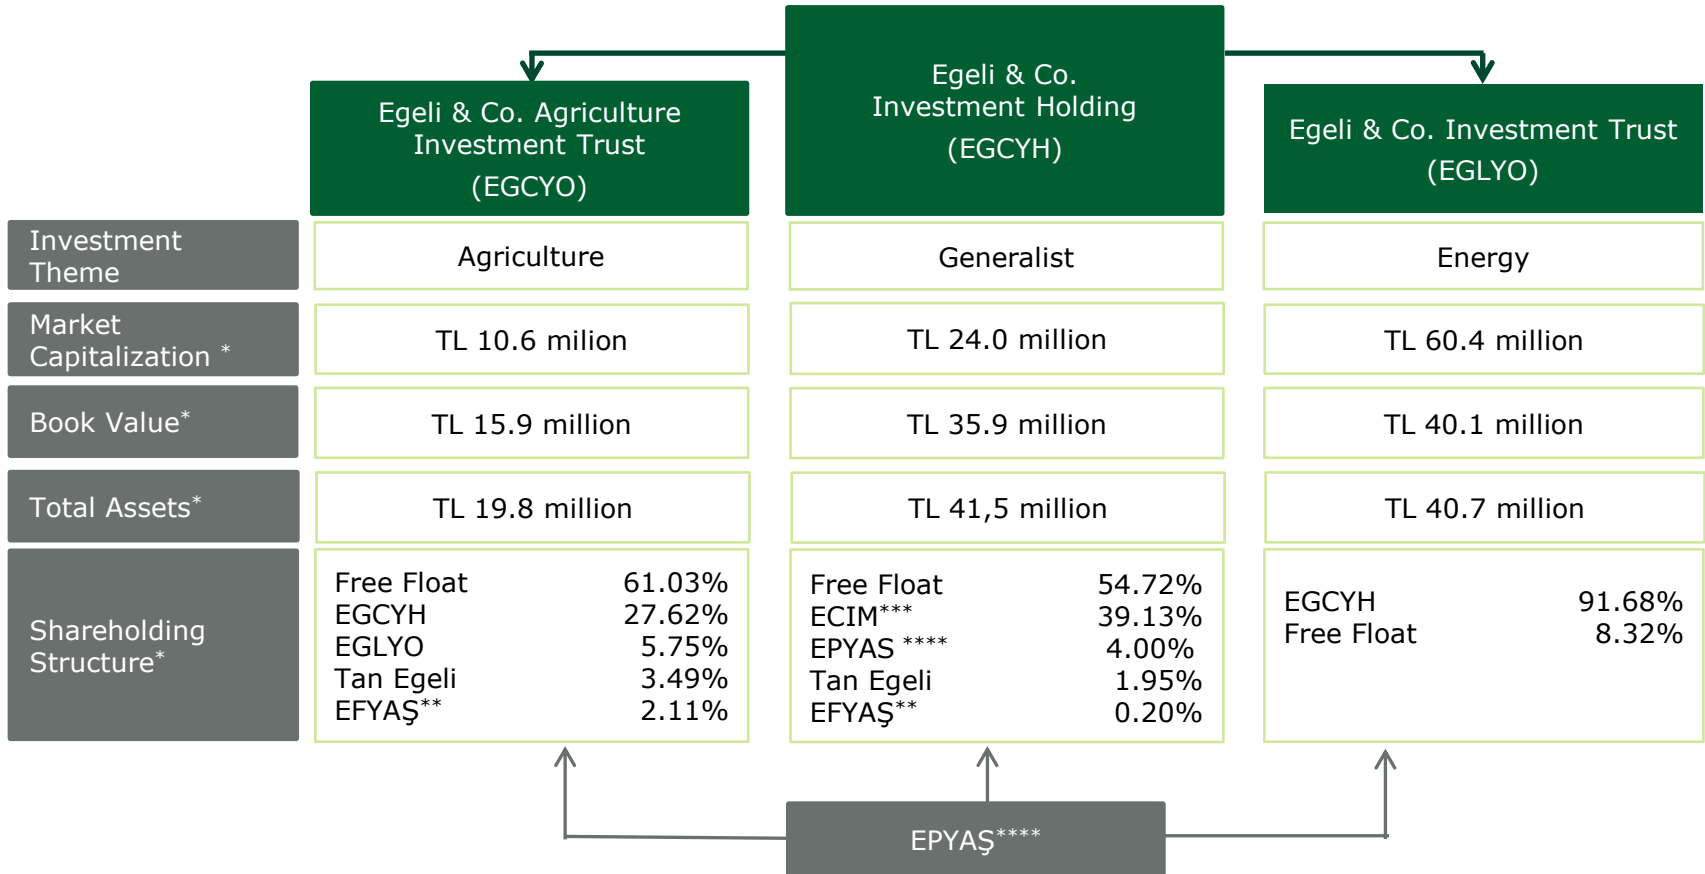 Egeli & Co.
Investment Holding
(EGCYH)
Egeli & Co. Agriculture
Investment Trust
(EGCYO)
Egeli & Co. Investment Trust
(EGLYO)
Investment
Theme
Agriculture
Generalist
Energy
Market
Capitalization *
TL 10.6 milion
TL 24.0 million
TL 60.4 million
Book Value*
TL 15.9 million
TL 35.9 million
TL 40.1 million
Total Assets*
TL 19.8 million
TL 41,5 million
TL 40.7 million
Shareholding
Structure*
Free Float 61.03%
EGCYH 27.62%
EGLYO 5.75%
Tan Egeli 3.49%
EFYAŞ** 2.11%
Free Float 54.72%
ECIM*** 39.13%
EPYAS **** 4.00%
Tan Egeli 1.95%
EFYAŞ** 0.20%
EGCYH 91.68%
Free Float 8.32%
EPYAŞ****